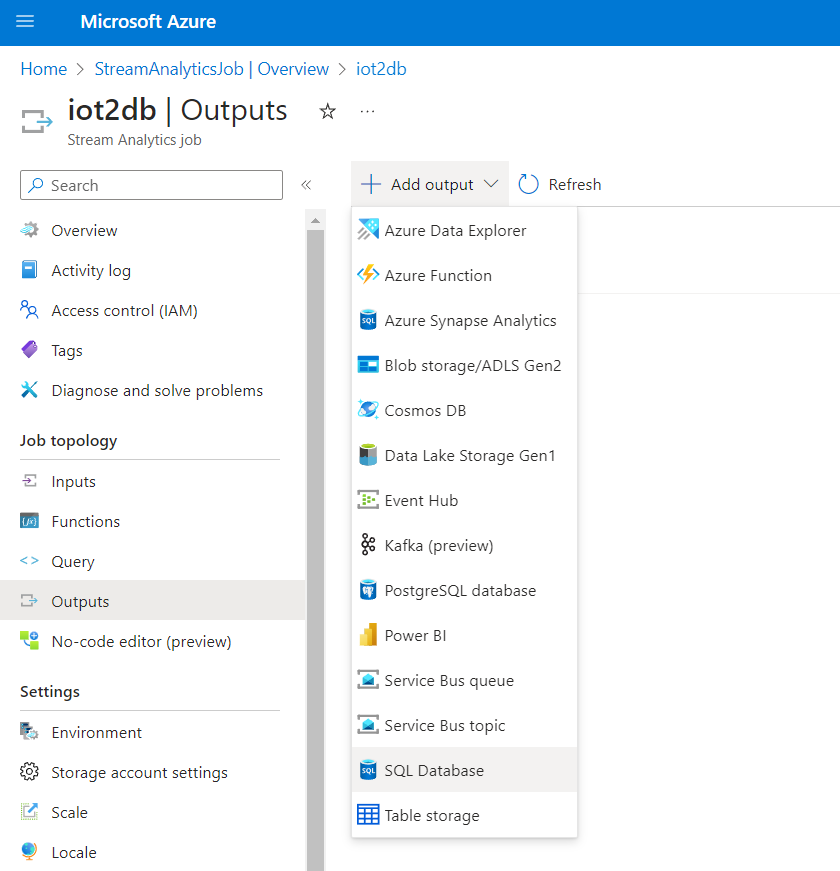 Microsoft Azure
Home > StreamAnalyticsJob | Overview > iot2db
iot2db | Outputs
Stream Analytics job
Search
Overview
Activity log
Access control (IAM)
Tags
Diagnose and solve problems
Job topology
Inputs
Functions
Query
Outputs
No-code editor (preview)
Settings
Environment
Storage account settings
Scale
Locale
Add output
Refresh
Azure Data Explorer
Azure Function
Azure Synapse Analytics
Blob storage/ADLS Gen2
Cosmos DB
Data Lake Storage Gen1
Event Hub
Kafka (preview)
PostgreSQL database
Power BI
Service Bus queue
Service Bus topic
SQL Database
Table storage